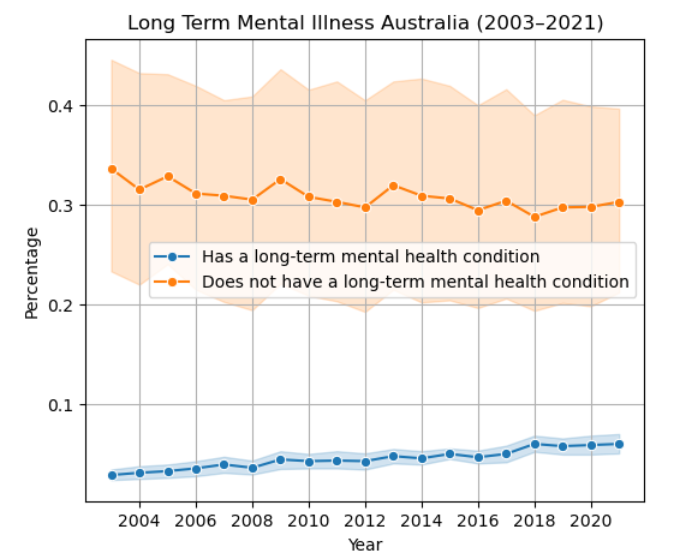 Long Term Mental Illness Australia (2003–2021)
0.4
0.3
0.2
0.1
Percentage
Has a long-term mental health condition
Does not have a long-term mental health condition
2004 2006 2008 2010 2012 2014 2016 2018 2020
Year